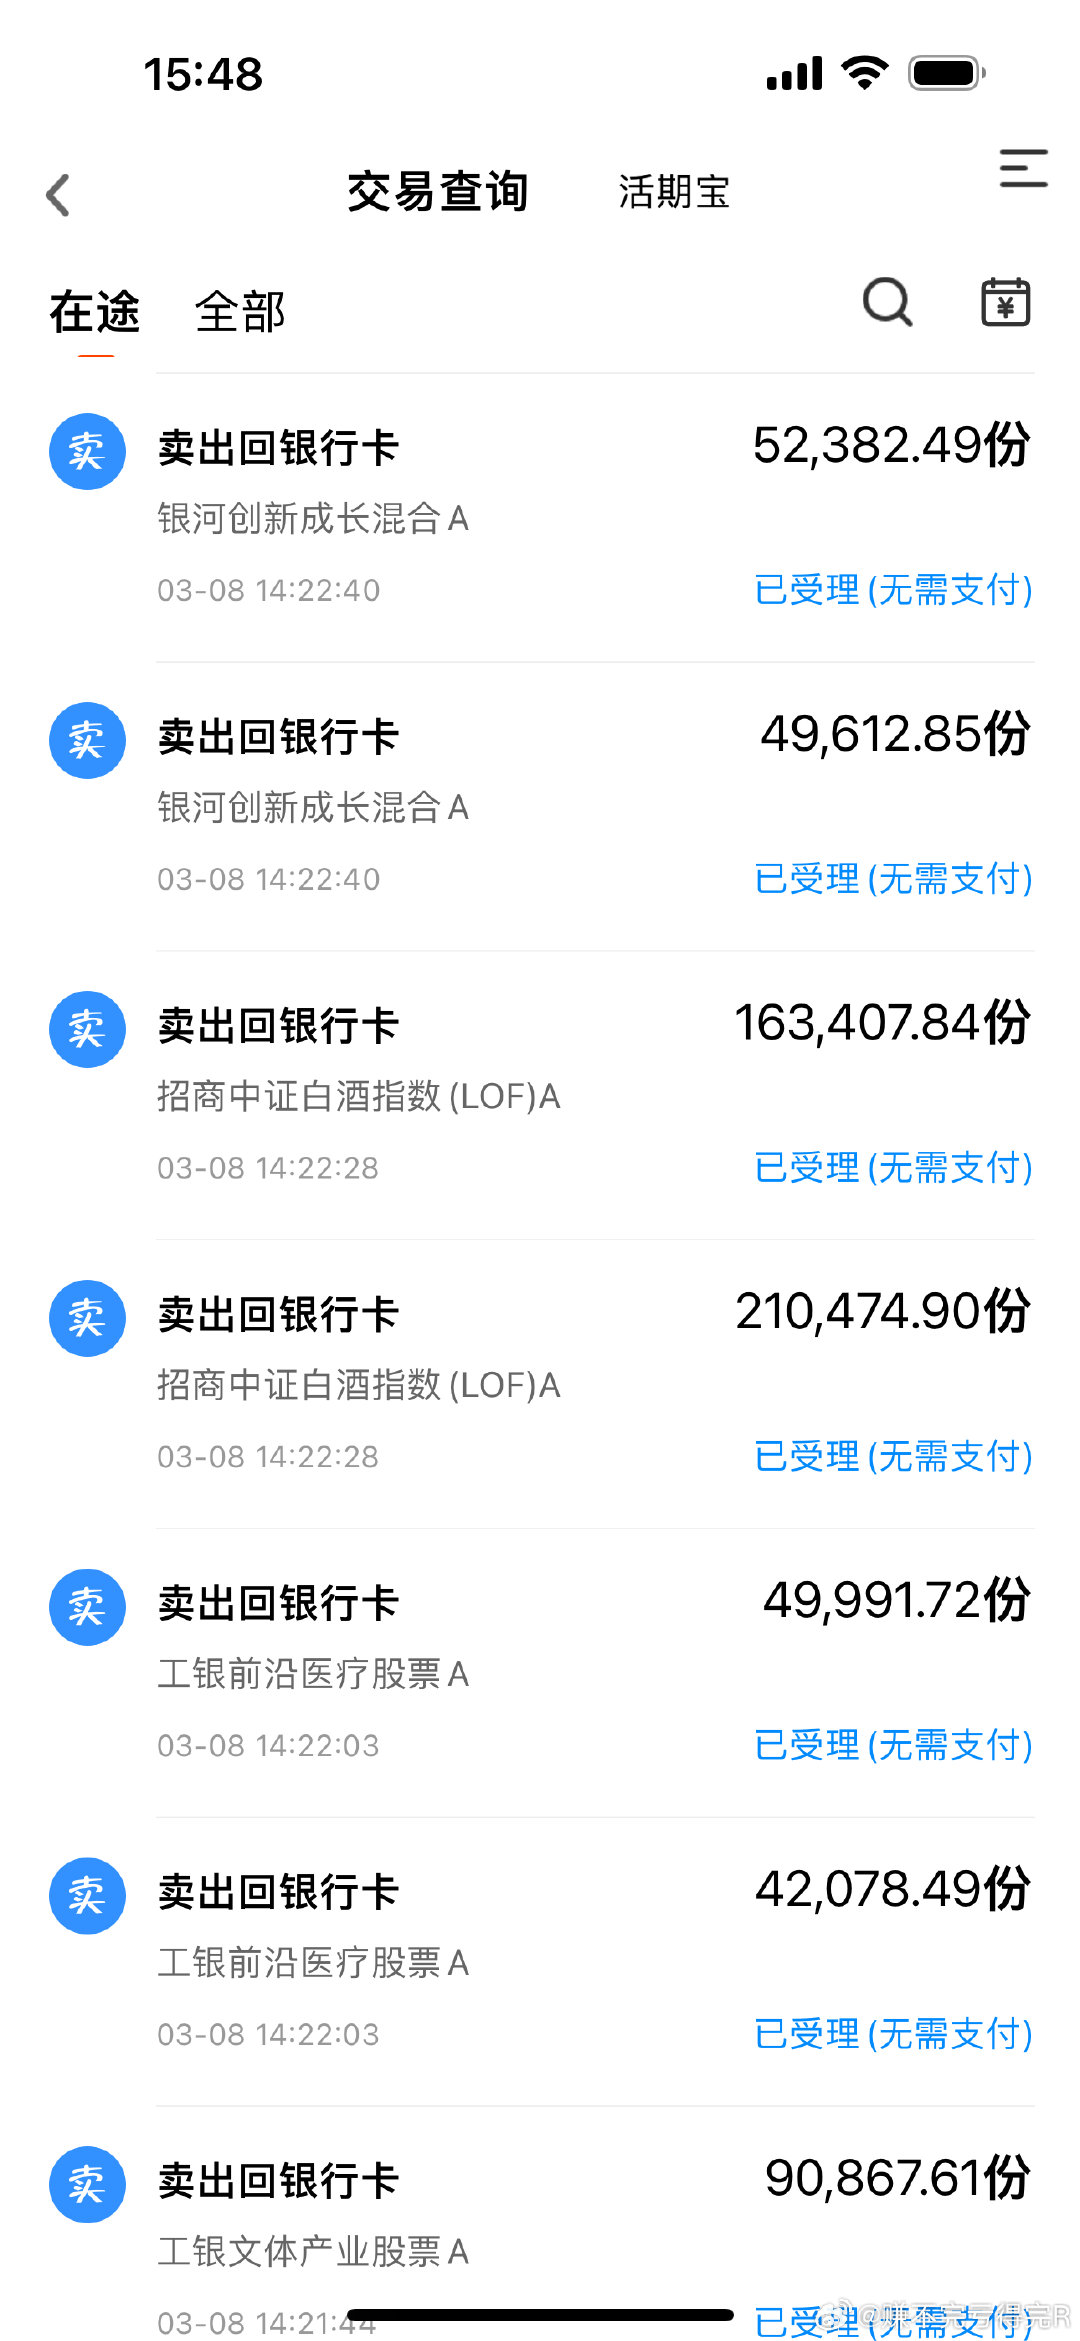 15:48
交易查询 活期宝
在途 全部
卖 卖出回银行卡 52,382.49份
银河创新成长混合A
03-08 14:22:40 已受理(无需支付)
卖 卖出回银行卡 49,612.85份
银河创新成长混合A
03-08 14:22:40 已受理(无需支付)
卖 卖出回银行卡 163,407.84份
招商中证白酒指数(LOF)A
03-08 14:22:28 已受理(无需支付)
卖 卖出回银行卡 210,474.90份
招商中证白酒指数(LOF)A
03-08 14:22:28 已受理(无需支付)
卖 卖出回银行卡 49,991.72份
工银前沿医疗股票A
03-08 14:22:03 已受理(无需支付)
卖 卖出回银行卡 42,078.49份
工银前沿医疗股票A
03-08 14:22:03 已受理(无需支付)
卖 卖出回银行卡 90,867.61份
工银文体产业股票A
03-08 14:21:44 已受理(无需支付)
@赚不完亏得完R